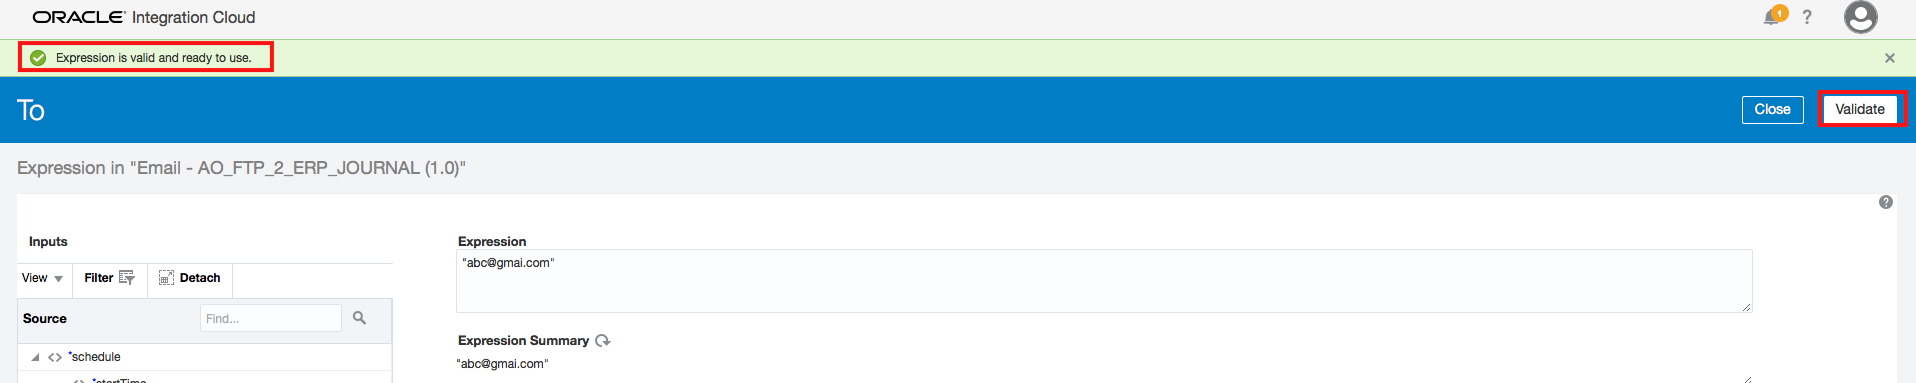 ORACLE Integration Cloud
1
?
Expression is valid and ready to use.
To
Close
Validate
Expression in "Email - AO_FTP_2_ERP_JOURNAL (1.0)"
?
Inputs
View
Filter
Detach
Source
Find...
*schedule
*startTime
Expression
"abc@gmai.com"
Expression Summary
"abc@gmai.com"